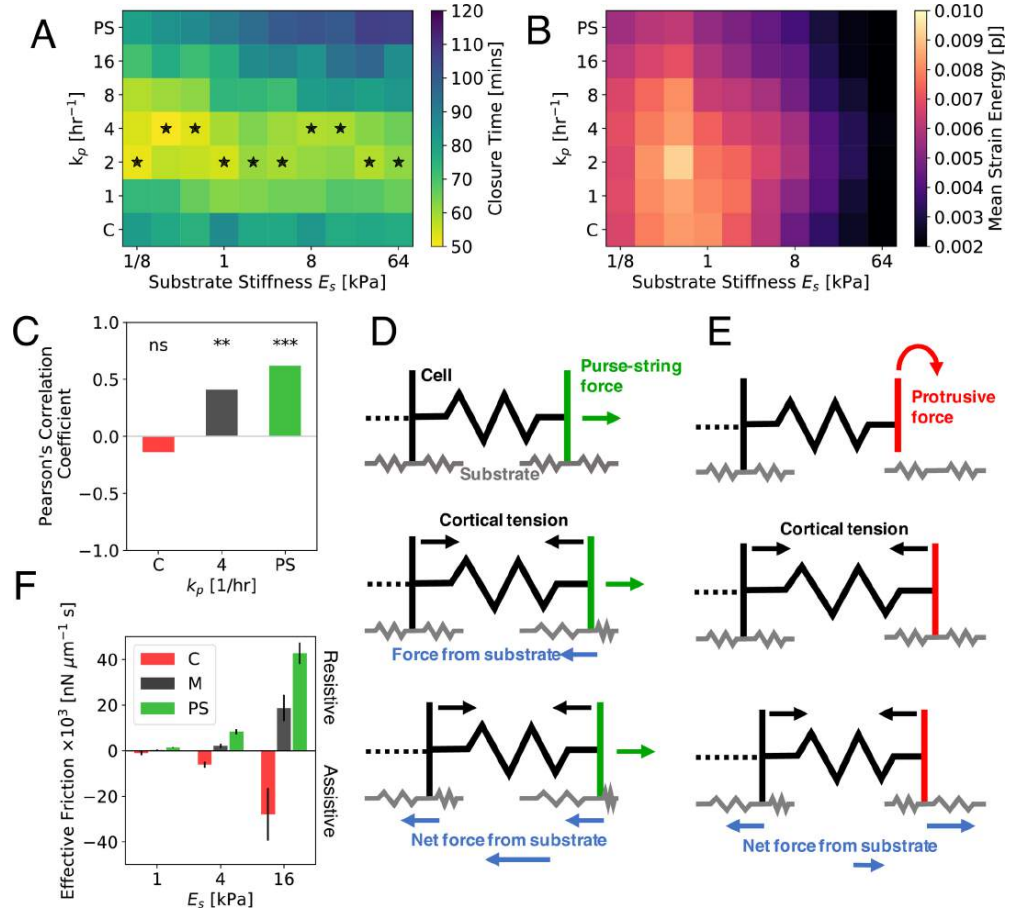 A
PS
16
8
4
2
1
C
k_p [hr⁻¹]
1/8
1
8
64
Substrate Stiffness E_s [kPa]
120
110
100
90
80
70
60
50
Closure Time [mins]
B
PS
16
8
4
2
1
C
k_p [hr⁻¹]
1/8
1
8
64
Substrate Stiffness E_s [kPa]
0.010
0.009
0.008
0.007
0.006
0.005
0.004
0.003
0.002
Mean Strain Energy [pJ]
C
1.0
0.5
0.0
−0.5
−1.0
Pearson's Correlation
Coefficient
ns
**
***
C
4
PS
k_p [1/hr]
D
Cell
Purse-string
force
Substrate
Cortical tension
Force from substrate
Net force from substrate
E
Protrusive
force
Cortical tension
Net force from substrate
F
40
20
0
−20
−40
Effective Friction ×10³ [nN μm⁻¹ s]
C
M
PS
Resistive
Assistive
1
4
16
E_s [kPa]